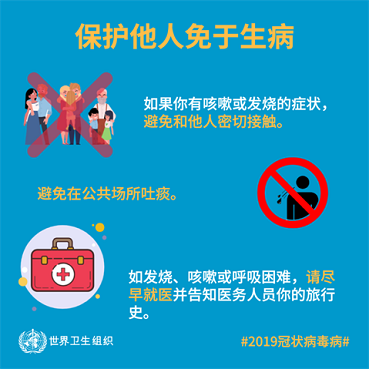 保护他人免于生病
如果你有咳嗽或发烧的症状，
避免和他人密切接触。
避免在公共场所吐痰。
如发烧、咳嗽或呼吸困难，请尽
早就医并告知医务人员你的旅行
史。
世界卫生组织
#2019冠状病毒病#